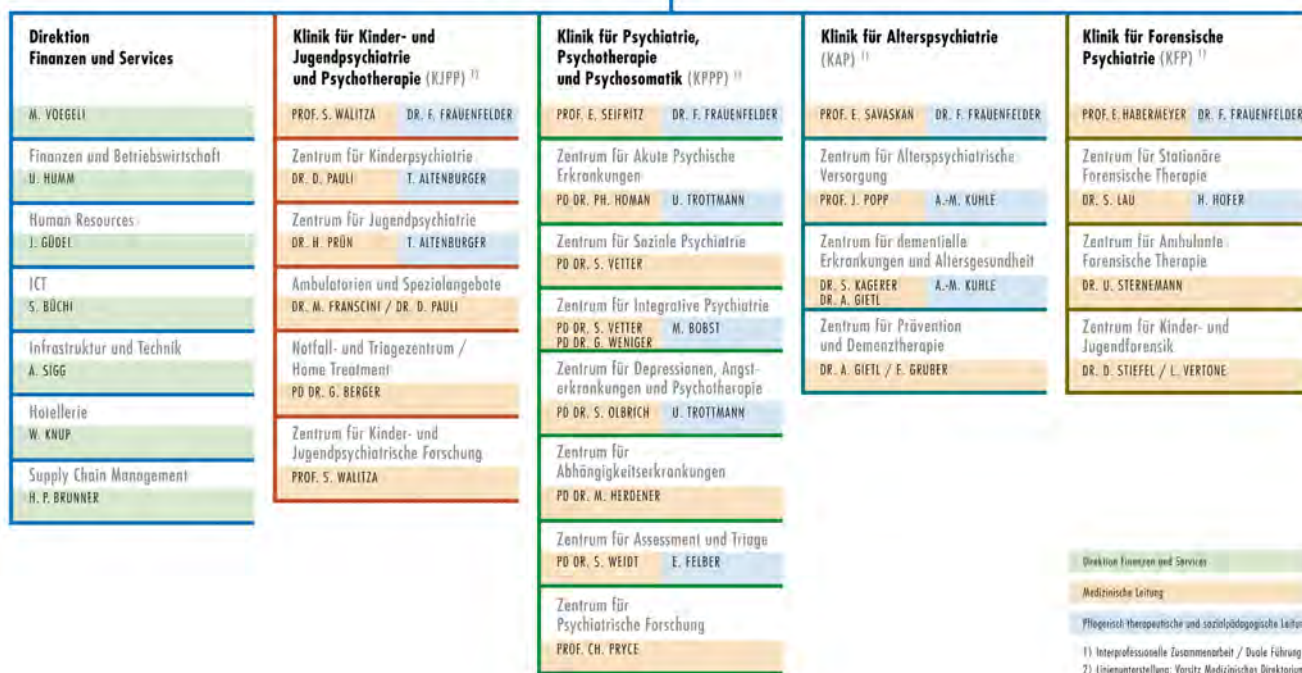 Direktion
Finanzen und Services
M. VOEGELI
Finanzen und Betriebswirtschaft
U. HUMM
Human Resources
J. GÜDEL
ICT
S. BÜCHI
Infrastruktur und Technik
A. SIGG
Hotellerie
W. KNUP
Supply Chain Management
H. P. BRUNNER
Klinik für Kinder- und
Jugendpsychiatrie
und Psychotherapie (KJPP) 1)
PROF. S. WALITZA DR. F. FRAUENFELDER
Zentrum für Kinderpsychiatrie
DR. D. PAULI T. ALTENBURGER
Zentrum für Jugendpsychiatrie
DR. H. PRÜN T. ALTENBURGER
Ambulatorien und Spezialangebote
DR. M. FRANSCINI / DR. D. PAULI
Notfall- und Triagezentrum /
Home Treatment
PD DR. G. BERGER
Zentrum für Kinder- und
Jugendpsychiatrische Forschung
PROF. S. WALITZA
Klinik für Psychiatrie,
Psychotherapie
und Psychosomatik (KPPP) 1)
PROF. E. SEIFRITZ DR. F. FRAUENFELDER
Zentrum für Akute Psychische
Erkrankungen
PD DR. PH. HOMAN U. TROTTMANN
Zentrum für Soziale Psychiatrie
PD DR. S. VETTER
Zentrum für Integrative Psychiatrie
PD DR. S. VETTER M. BOBST
PD DR. G. WENIGER
Zentrum für Depressionen, Angst-
erkrankungen und Psychotherapie
PD DR. S. OLBRICH U. TROTTMANN
Zentrum für
Abhängigkeitserkrankungen
PD DR. M. HERDENER
Zentrum für Assessment und Triage
PD DR. S. WEIDT E. FELBER
Zentrum für
Psychiatrische Forschung
PROF. CH. PRYCE
Klinik für Alterspsychiatrie
(KAP) 1)
PROF. E. SAVASKAN DR. F. FRAUENFELDER
Zentrum für Alterspsychiatrische
Versorgung
PROF. J. POPP A.-M. KUHLE
Zentrum für dementielle
Erkrankungen und Altersgesundheit
DR. S. KAGERER A.-M. KUHLE
DR. A. GIETL
Zentrum für Prävention
und Demenztherapie
DR. A. GIETL / E. GRUBER
Klinik für Forensische
Psychiatrie (KFP) 1)
PROF. E. HABERMEYER DR. F. FRAUENFELDER
Zentrum für Stationäre
Forensische Therapie
DR. S. LAU H. HOFER
Zentrum für Ambulante
Forensische Therapie
DR. U. STERNEMANN
Zentrum für Kinder- und
Jugendforensik
DR. D. STIEFEL / L. VERTONE
Direktion Finanzen und Services
Medizinische Leitung
Pflegerisch therapeutische und sozialpädagogische Leitun
1) Interprofessionelle Zusammenarbeit / Duale Führung
2) Linienunterstellung: Vorsitz Medizinisches Direktorium